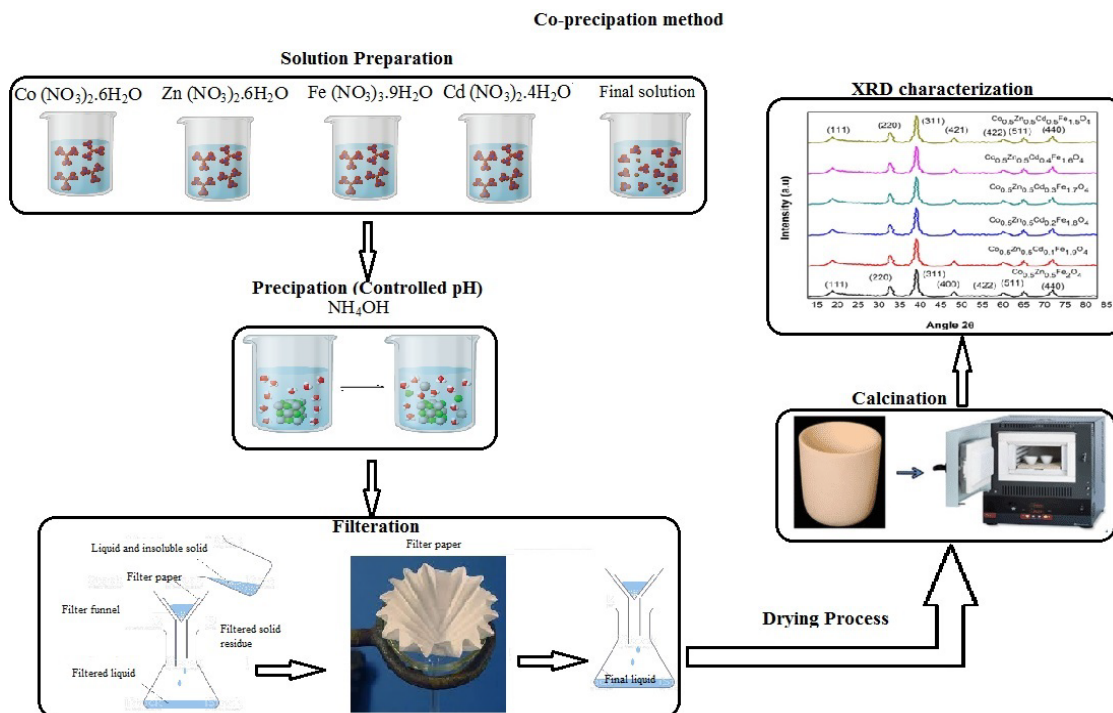 Co-precipation method
Solution Preparation
Co (NO3)2.6H2O
Zn (NO3)2.6H2O
Fe (NO3)3.9H2O
Cd (NO3)2.4H2O
Final solution
Precipation (Controlled pH)
NH4OH
Filteration
Liquid and insoluble solid
Filter paper
Filter funnel
Filtered solid
residue
Filtered liquid
Filter paper
Final liquid
Drying Process
Calcination
XRD characterization
Intensity (a.u)
(111)
(220)
(311)
(421)
(422)
(511)
(440)
Co0.5Zn0.5Cd0.4Fe1.6O4
Co0.5Zn0.5Cd0.3Fe1.7O4
Co0.5Zn0.5Cd0.2Fe1.8O4
Co0.5Zn0.5Cd0.1Fe1.9O4
Co0.5Zn0.5Fe2O4
(111)
(220)
(311)
(400)
(422)
(511)
(440)
15 20 25 30 35 40 45 50 55 60 65 70 75 80 85
Angle 2θ